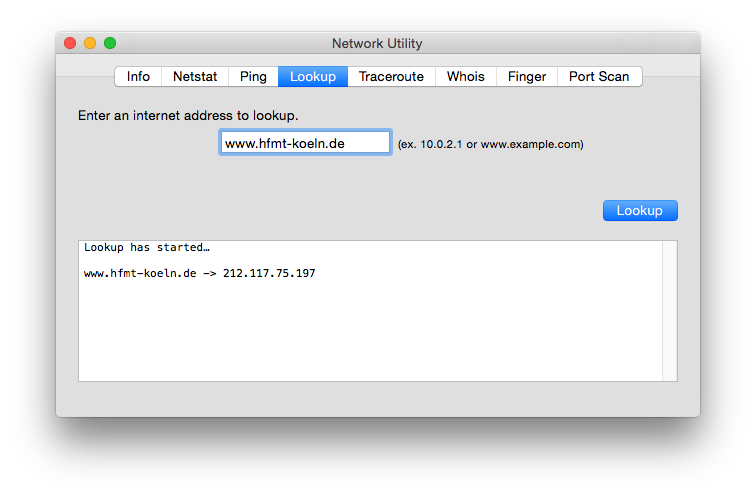 Network Utility
Info Netstat Ping Lookup Traceroute Whois Finger Port Scan
Enter an internet address to lookup.
www.hfmt-koeln.de (ex. 10.0.2.1 or www.example.com)
Lookup
Lookup has started…
www.hfmt-koeln.de -> 212.117.75.197